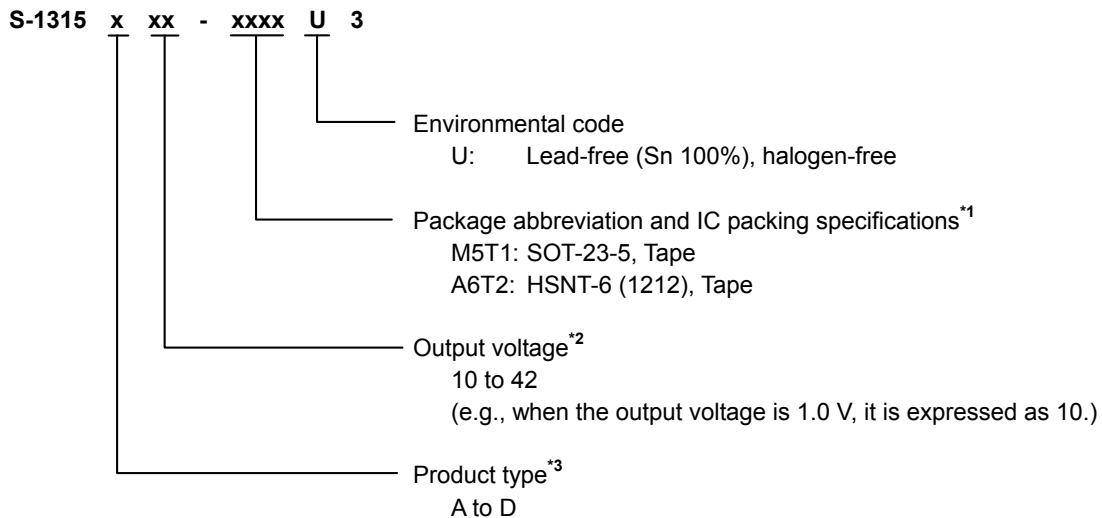 S-1315 x xx - xxxx U 3
Environmental code
U: Lead-free (Sn 100%), halogen-free
Package abbreviation and IC packing specifications*1
M5T1: SOT-23-5, Tape
A6T2: HSNT-6 (1212), Tape
Output voltage*2
10 to 42
(e.g., when the output voltage is 1.0 V, it is expressed as 10.)
Product type*3
A to D